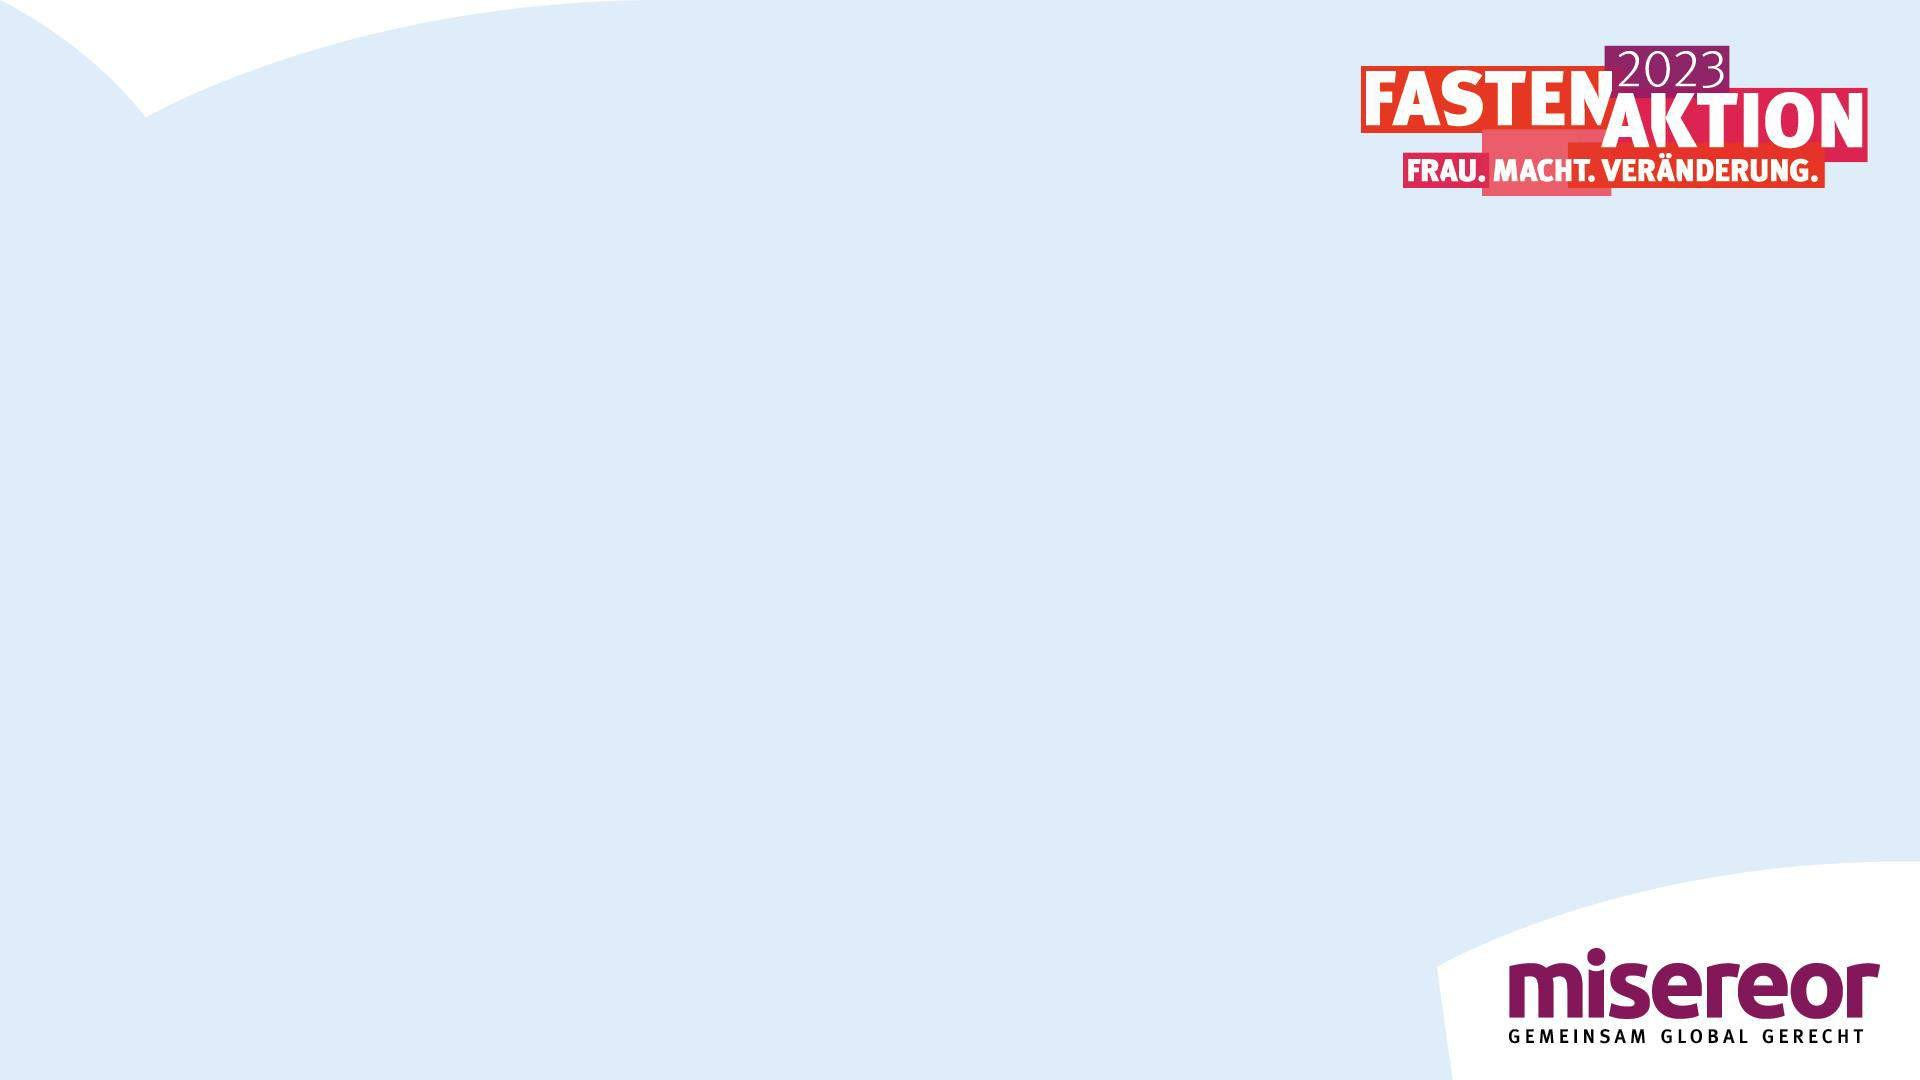 2023
FASTENAKTION
FRAU. MACHT. VERÄNDERUNG.
misereor
GEMEINSAM GLOBAL GERECHT